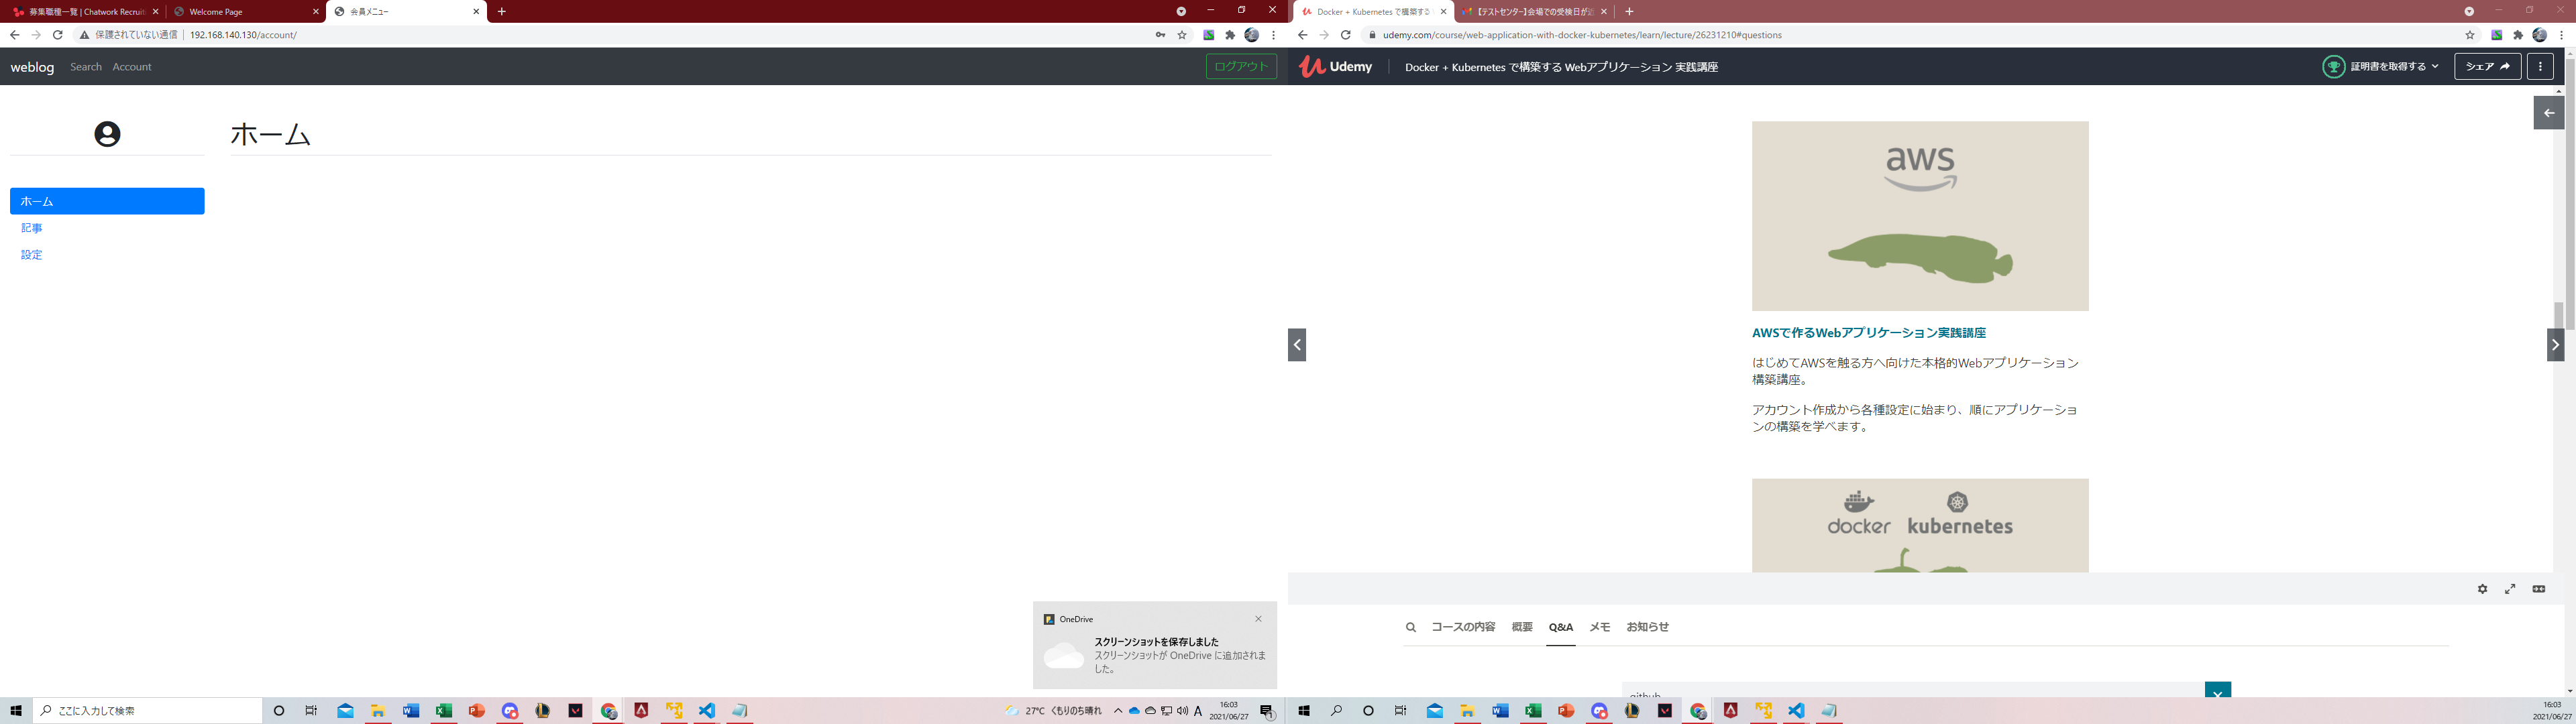 募集職種一覧 | Chatwork Recruit
Welcome Page
会員メニュー
保護されていない通信
192.168.140.130/account/
weblog
Search
Account
ログアウト
ホーム
ホーム
記事
設定
OneDrive
スクリーンショットを保存しました
スクリーンショットが OneDrive に追加されま
した。
ここに入力して検索
27°C くもりのち晴れ
A
16:03
2021/06/27
Docker + Kubernetes で構築する
【テストセンター】会場での受検日が近
udemy.com/course/web-application-with-docker-kubernetes/learn/lecture/26231210#questions
Udemy
Docker + Kubernetes で構築する Webアプリケーション 実践講座
証明書を取得する
シェア
aws
AWSで作るWebアプリケーション実践講座
はじめてAWSを触る方へ向けた本格的Webアプリケーション
構築講座。
アカウント作成から各種設定に始まり、順にアプリケーショ
ンの構築を学べます。
docker
kubernetes
コースの内容
概要
Q&A
メモ
お知らせ
github
16:03
2021/06/27